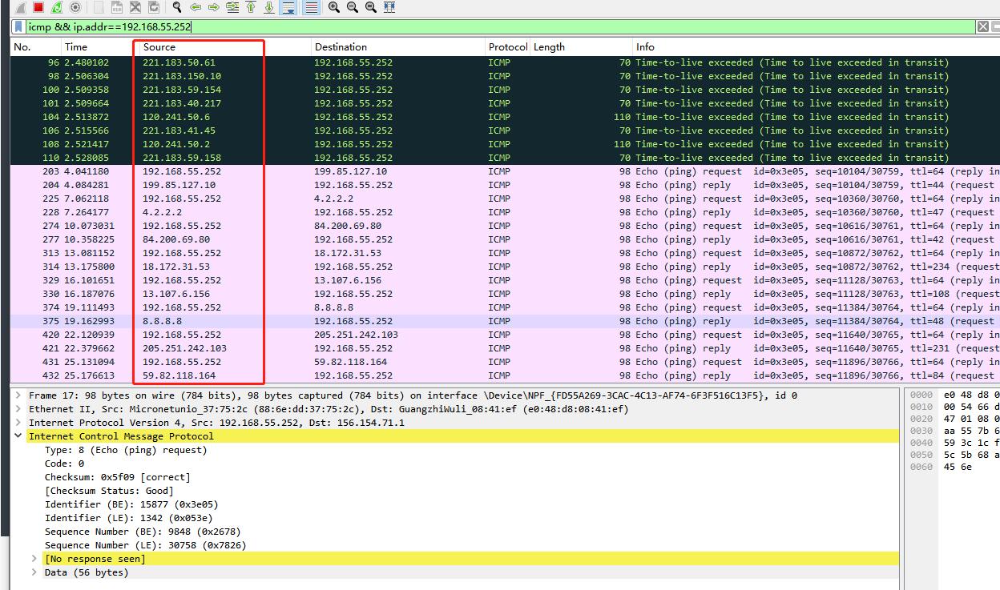 icmp && ip.addr==192.168.55.252
No. Time Source Destination Protocol Length Info
96 2.480102 221.183.50.61 192.168.55.252 ICMP 70 Time-to-live exceeded (Time to live exceeded in transit)
98 2.506304 221.183.150.10 192.168.55.252 ICMP 70 Time-to-live exceeded (Time to live exceeded in transit)
100 2.509358 221.183.59.154 192.168.55.252 ICMP 70 Time-to-live exceeded (Time to live exceeded in transit)
101 2.509664 221.183.40.217 192.168.55.252 ICMP 70 Time-to-live exceeded (Time to live exceeded in transit)
104 2.513872 120.241.50.6 192.168.55.252 ICMP 110 Time-to-live exceeded (Time to live exceeded in transit)
106 2.515566 221.183.41.45 192.168.55.252 ICMP 70 Time-to-live exceeded (Time to live exceeded in transit)
108 2.521417 120.241.50.2 192.168.55.252 ICMP 110 Time-to-live exceeded (Time to live exceeded in transit)
110 2.528085 221.183.59.158 192.168.55.252 ICMP 70 Time-to-live exceeded (Time to live exceeded in transit)
203 4.041180 192.168.55.252 199.85.127.10 ICMP 98 Echo (ping) request id=0x3e05, seq=10104/30759, ttl=64 (reply in
204 4.084281 199.85.127.10 192.168.55.252 ICMP 98 Echo (ping) reply id=0x3e05, seq=10104/30759, ttl=44 (request
225 7.062118 192.168.55.252 4.2.2.2 ICMP 98 Echo (ping) request id=0x3e05, seq=10360/30760, ttl=64 (reply in
228 7.264177 4.2.2.2 192.168.55.252 ICMP 98 Echo (ping) reply id=0x3e05, seq=10360/30760, ttl=47 (request
274 10.073031 192.168.55.252 84.200.69.80 ICMP 98 Echo (ping) request id=0x3e05, seq=10616/30761, ttl=64 (reply in
277 10.358225 84.200.69.80 192.168.55.252 ICMP 98 Echo (ping) reply id=0x3e05, seq=10616/30761, ttl=42 (request
313 13.081152 192.168.55.252 18.172.31.53 ICMP 98 Echo (ping) request id=0x3e05, seq=10872/30762, ttl=64 (reply in
314 13.175800 18.172.31.53 192.168.55.252 ICMP 98 Echo (ping) reply id=0x3e05, seq=10872/30762, ttl=234 (request
329 16.101651 192.168.55.252 13.107.6.156 ICMP 98 Echo (ping) request id=0x3e05, seq=11128/30763, ttl=64 (reply in
330 16.187076 13.107.6.156 192.168.55.252 ICMP 98 Echo (ping) reply id=0x3e05, seq=11128/30763, ttl=108 (request
374 19.111493 192.168.55.252 8.8.8.8 ICMP 98 Echo (ping) request id=0x3e05, seq=11384/30764, ttl=64 (reply in
375 19.162993 8.8.8.8 192.168.55.252 ICMP 98 Echo (ping) reply id=0x3e05, seq=11384/30764, ttl=48 (request
420 22.120939 192.168.55.252 205.251.242.103 ICMP 98 Echo (ping) request id=0x3e05, seq=11640/30765, ttl=64 (reply in
421 22.379662 205.251.242.103 192.168.55.252 ICMP 98 Echo (ping) reply id=0x3e05, seq=11640/30765, ttl=231 (request
431 25.131094 192.168.55.252 59.82.118.164 ICMP 98 Echo (ping) request id=0x3e05, seq=11896/30766, ttl=64 (reply in
432 25.176613 59.82.118.164 192.168.55.252 ICMP 98 Echo (ping) reply id=0x3e05, seq=11896/30766, ttl=84 (request
Frame 17: 98 bytes on wire (784 bits), 98 bytes captured (784 bits) on interface \Device\NPF_{FD55A269-3CAC-4C13-AF74-6F3F516C13F5}, id 0
Ethernet II, Src: Micronetunio_37:75:2c (88:6e:dd:37:75:2c), Dst: GuangzhiWuli_08:41:ef (e0:48:d8:08:41:ef)
Internet Protocol Version 4, Src: 192.168.55.252, Dst: 156.154.71.1
Internet Control Message Protocol
Type: 8 (Echo (ping) request)
Code: 0
Checksum: 0x5f09 [correct]
[Checksum Status: Good]
Identifier (BE): 15877 (0x3e05)
Identifier (LE): 1342 (0x053e)
Sequence Number (BE): 9848 (0x2678)
Sequence Number (LE): 30758 (0x7826)
[No response seen]
Data (56 bytes)
0000 e0 48 d8 0
0010 00 54 66 d
0020 47 01 08 0
0030 aa 55 7b 6
0040 59 3c 1c f
0050 5c 5b 68 a
0060 45 6e